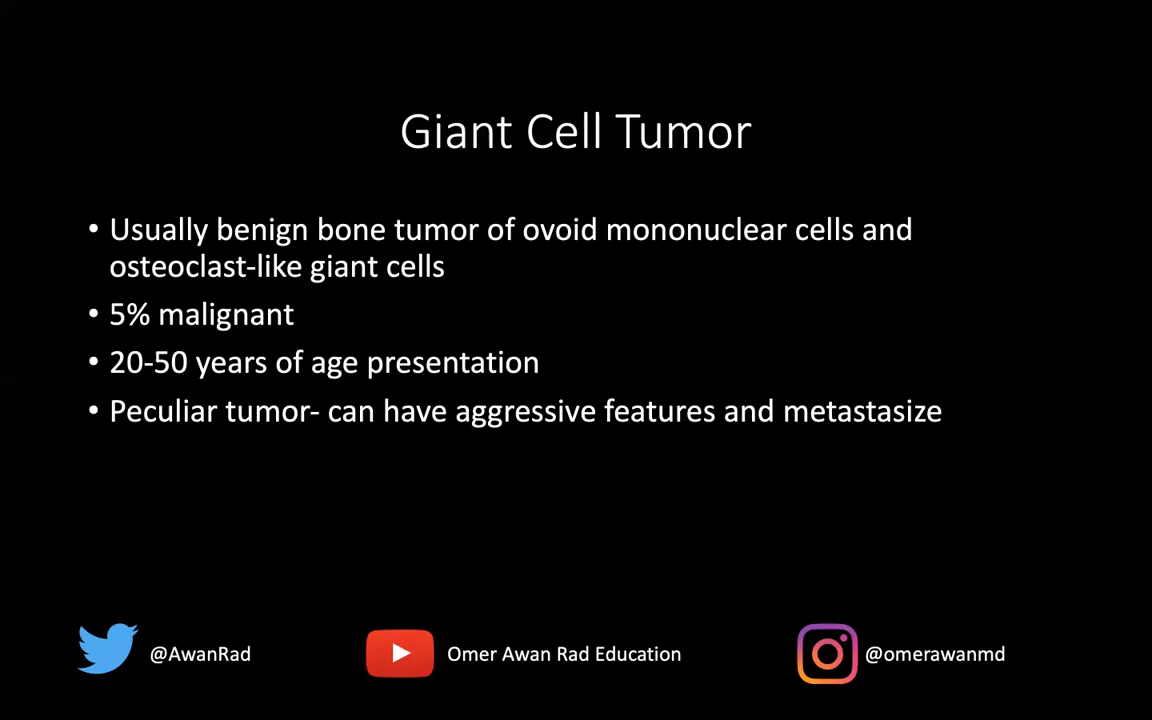 Giant Cell Tumor
• Usually benign bone tumor of ovoid mononuclear cells and
osteoclast-like giant cells
• 5% malignant
• 20-50 years of age presentation
• Peculiar tumor- can have aggressive features and metastasize
@AwanRad
Omer Awan Rad Education
@omerawanmd